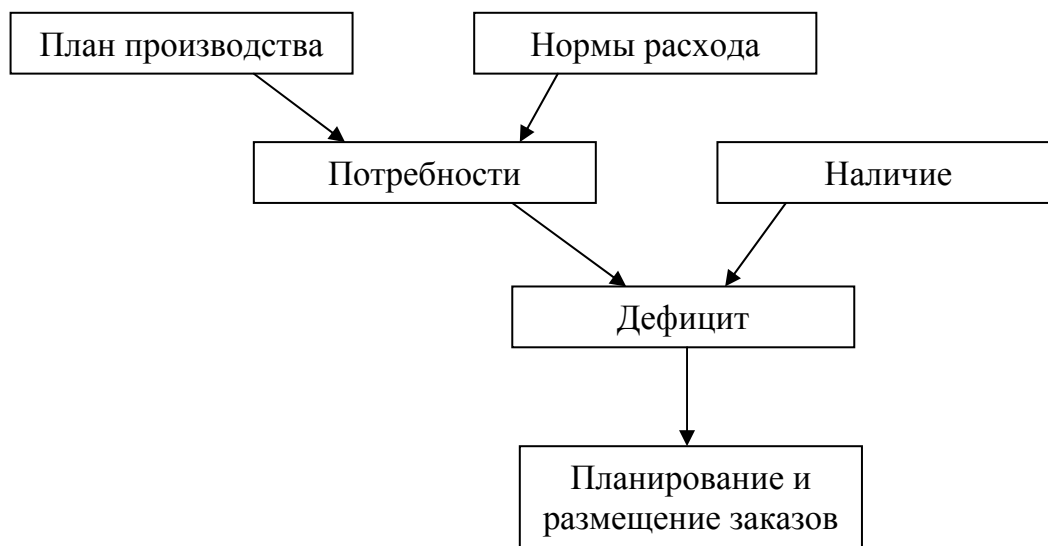 План производства
Нормы расхода
Потребности
Наличие
Дефицит
Планирование и
размещение заказов